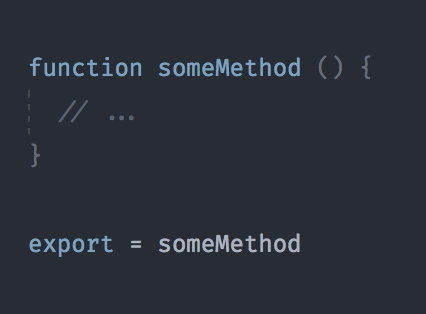 function someMethod () {
// ...
}
export = someMethod